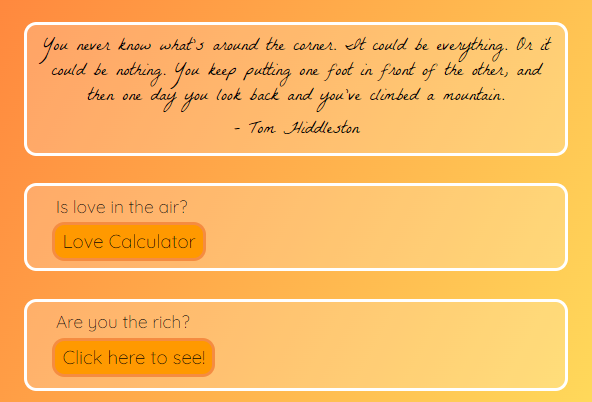 You never know what's around the corner. It could be everything. Or it
could be nothing. You keep putting one foot in front of the other, and
then one day you look back and you've climbed a mountain.
- Tom Hiddleston
Is love in the air?
Love Calculator
Are you the rich?
Click here to see!